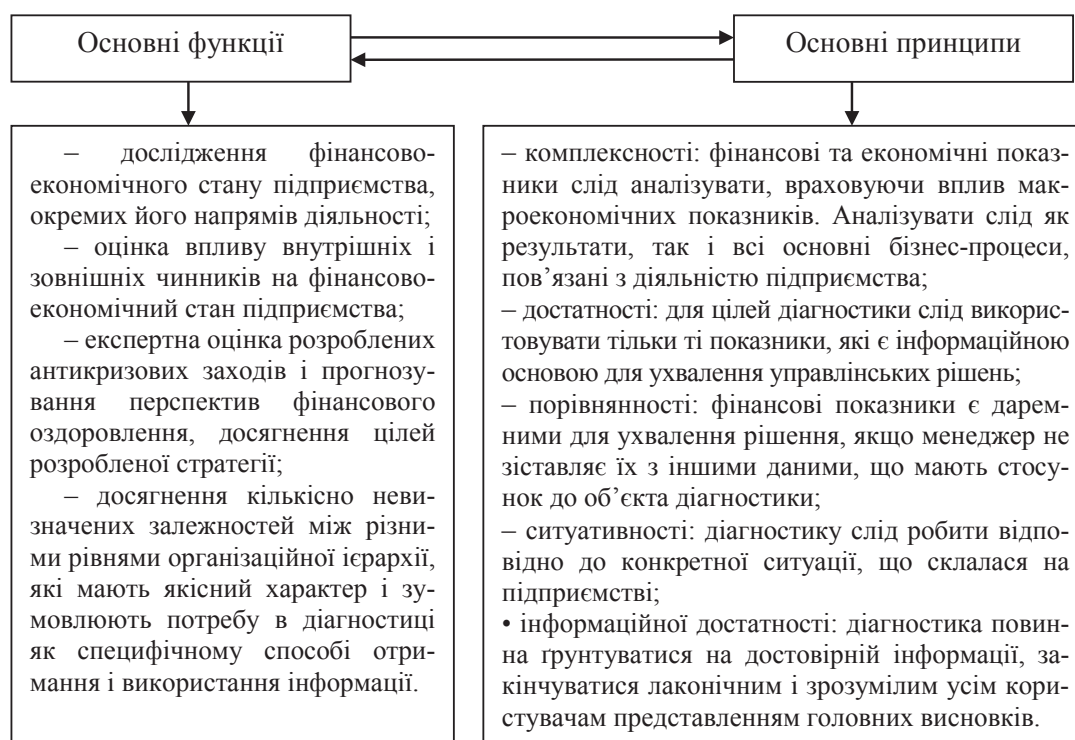 Основні функції
Основні принципи
– дослідження фінансово-
економічного стану підприємства,
окремих його напрямів діяльності;
– оцінка впливу внутрішніх і
зовнішніх чинників на фінансово-
економічний стан підприємства;
– експертна оцінка розроблених
антикризових заходів і прогнозу-
вання перспектив фінансового
оздоровлення, досягнення цілей
розробленої стратегії;
– досягнення кількісно неви-
значених залежностей між різни-
ми рівнями організаційної ієрархії,
які мають якісний характер і зу-
мовлюють потребу в діагностиці
як специфічному способі отри-
мання і використання інформації.
– комплексності: фінансові та економічні показ-
ники слід аналізувати, враховуючи вплив мак-
роекономічних показників. Аналізувати слід як
результати, так і всі основні бізнес-процеси,
пов’язані з діяльністю підприємства;
– достатності: для цілей діагностики слід викорис-
товувати тільки ті показники, які є інформаційною
основою для ухвалення управлінських рішень;
– порівнянності: фінансові показники є дарем-
ними для ухвалення рішення, якщо менеджер не
зіставляє їх з іншими даними, що мають стосу-
нок до об’єкта діагностики;
– ситуативності: діагностику слід робити відпо-
відно до конкретної ситуації, що склалася на
підприємстві;
• інформаційної достатності: діагностика повин-
на ґрунтуватися на достовірній інформації, за-
кінчуватися лаконічним і зрозумілим усім кори-
стувачам представленням головних висновків.